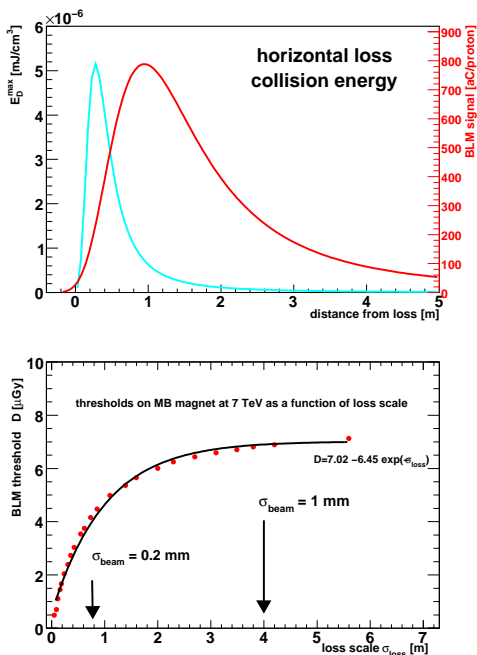 ×10⁻⁶
E_D^max [mJ/cm³]
6
5
4
3
2
1
0
horizontal loss
collision energy
900
800
700
600
500
400
300
200
100
0
BLM signal [aC/proton]
0 1 2 3 4 5
distance from loss [m]
BLM threshold D [μGy]
10
8
6
4
2
0
thresholds on MB magnet at 7 TeV as a function of loss scale
D=7.02 −6.45 exp(-σ_loss)
σ_beam = 1 mm
σ_beam = 0.2 mm
0 1 2 3 4 5 6 7
loss scale σ_loss [m]